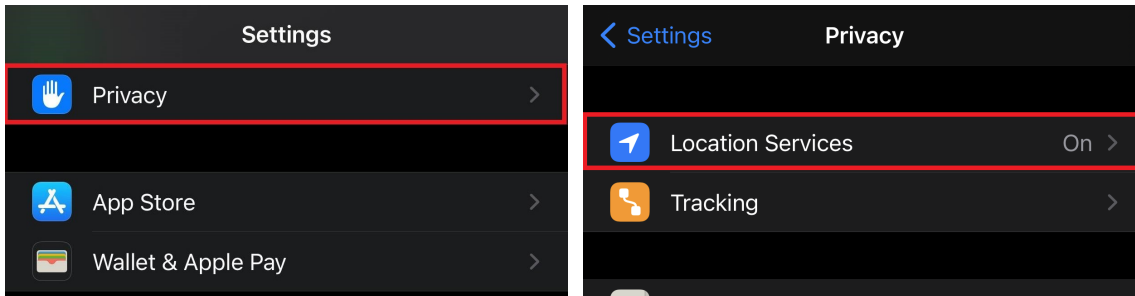 Settings
Privacy
App Store
Wallet & Apple Pay
Settings
Privacy
Location Services
On
Tracking